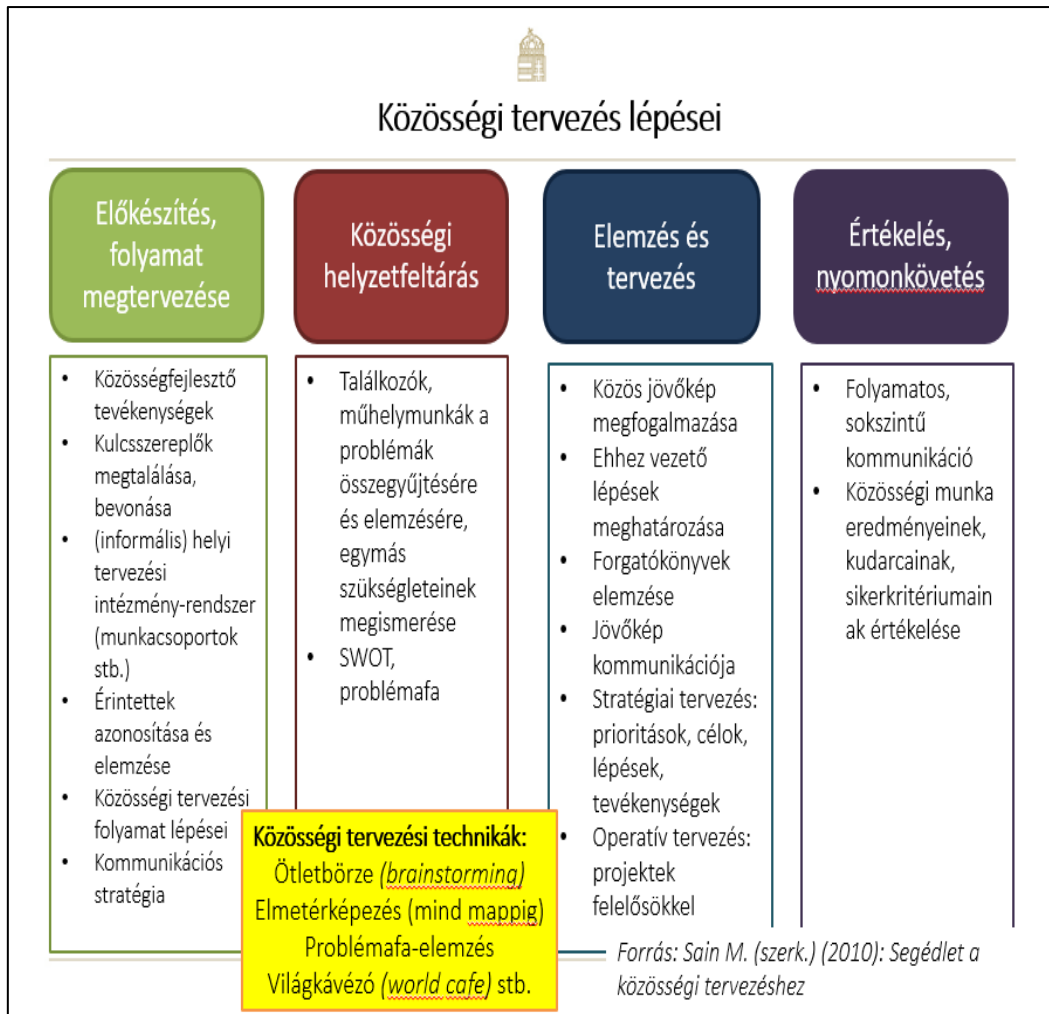 Közösségi tervezés lépései
Előkészítés,
folyamat
megtervezése
• Közösségfejlesztő
tevékenységek
• Kulcsszereplők
megtalálása,
bevonása
• (informális) helyi
tervezési
intézmény-rendszer
(munkacsoportok
stb.)
• Érintettek
azonosítása és
elemzése
• Közösségi tervezési
folyamat lépései
• Kommunikációs
stratégia
Közösségi
helyzetfeltárás
• Találkozók,
műhelymunkák a
problémák
összegyűjtésére
és elemzésére,
egymás
szükségleteinek
megismerése
• SWOT,
problémafa
Elemzés és
tervezés
• Közös jövőkép
megfogalmazása
• Ehhez vezető
lépések
meghatározása
• Forgatókönyvek
elemzése
• Jövőkép
kommunikációja
• Stratégiai tervezés:
prioritások, célok,
lépések,
tevékenységek
• Operatív tervezés:
projektek
felelősökkel
Értékelés,
nyomonkövetés
• Folyamatos,
sokszintű
kommunikáció
• Közösségi munka
eredményeinek,
kudarcainak,
sikerkritériumain
ak értékelése
Közösségi tervezési technikák:
Ötletbörze (brainstorming)
Elmetérképezés (mind mappig)
Problémafa-elemzés
Világkávézó (world cafe) stb.
Forrás: Sain M. (szerk.) (2010): Segédlet a
közösségi tervezéshez